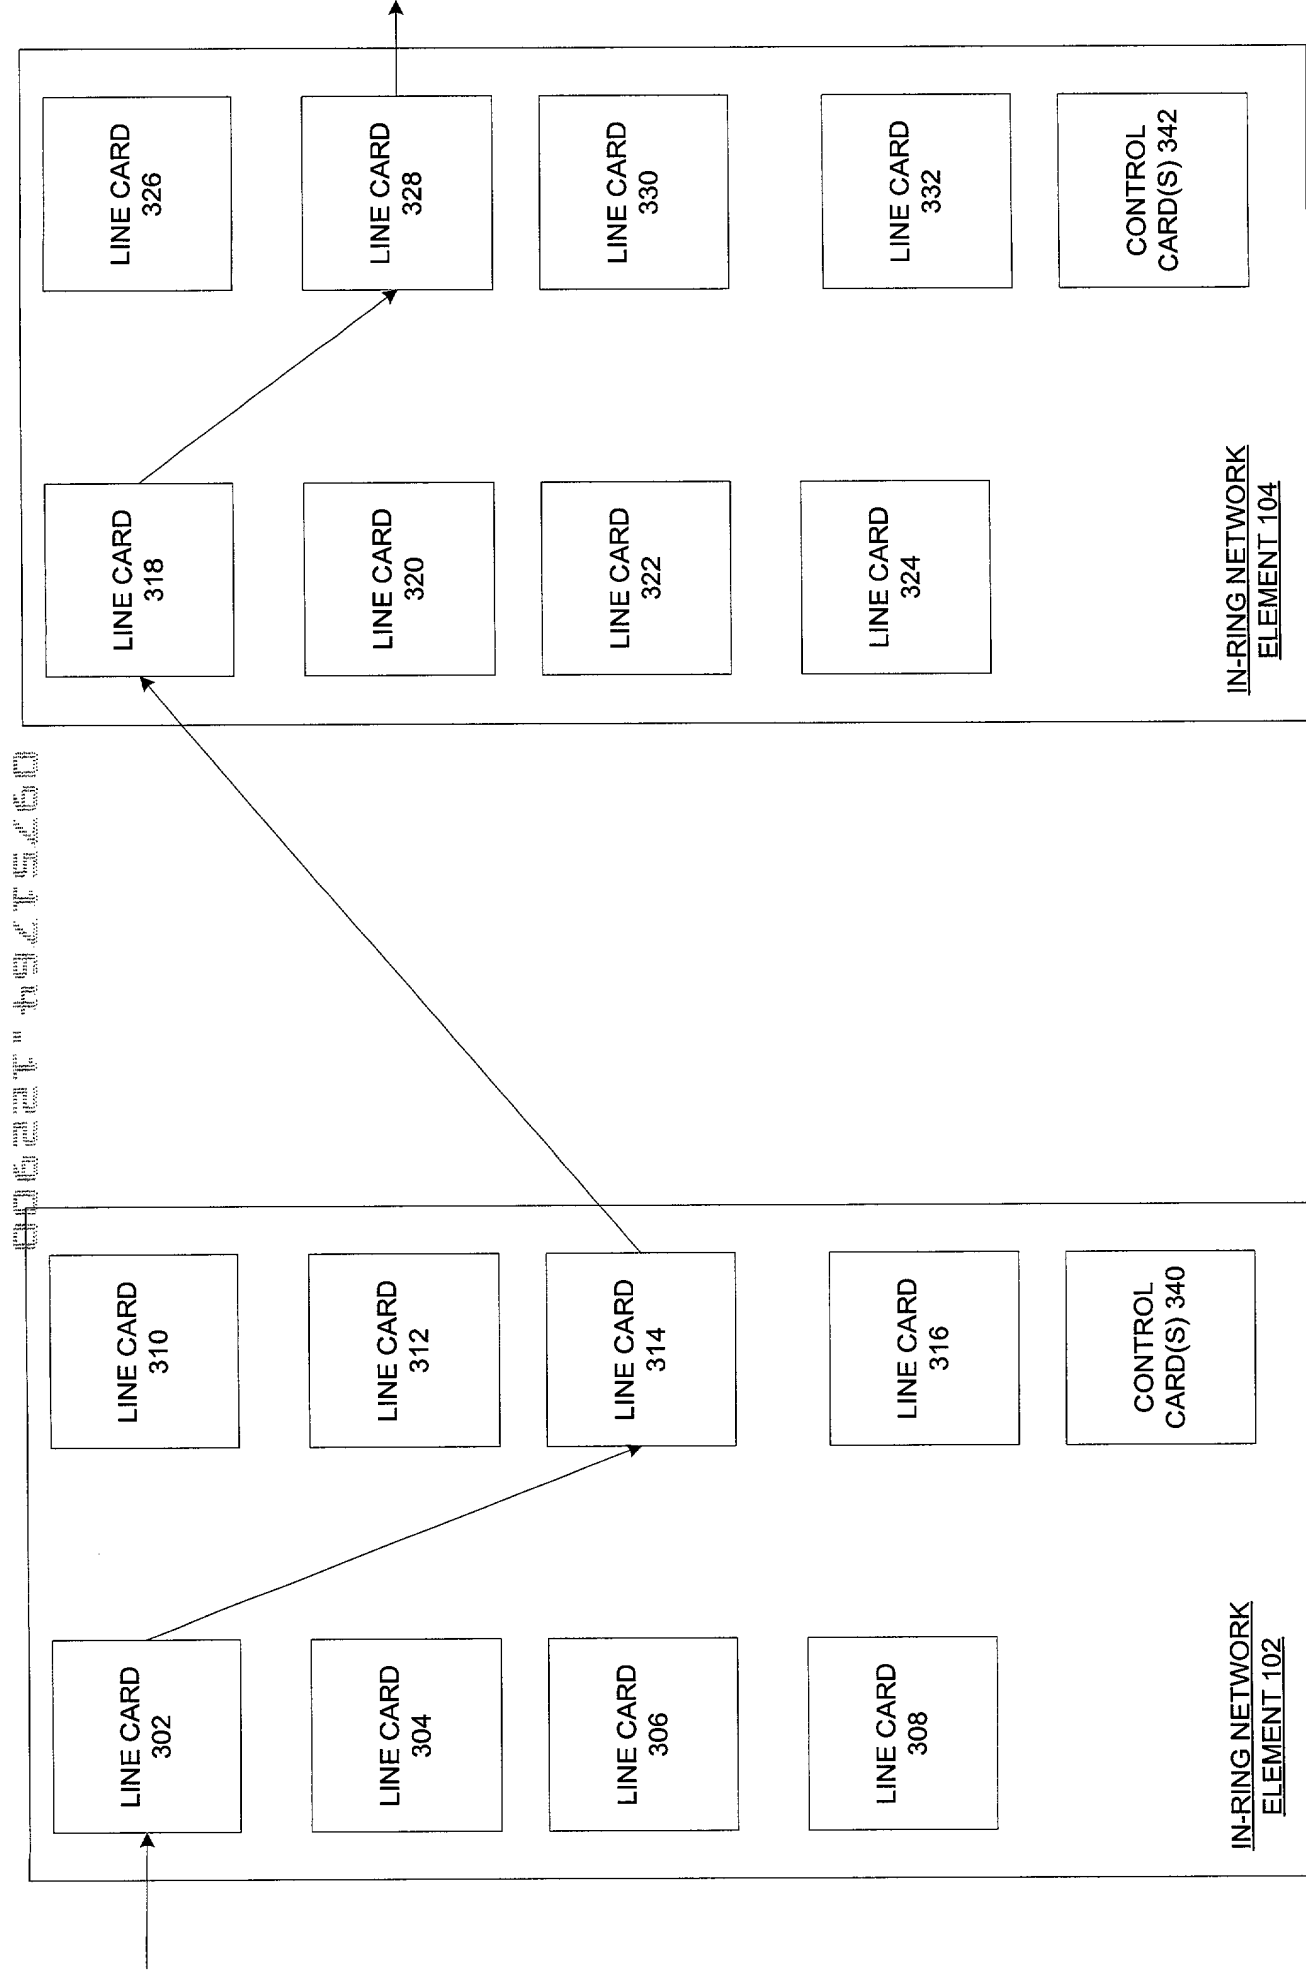 09751764.122900
LINE CARD
302
LINE CARD
310
LINE CARD
318
LINE CARD
326
LINE CARD
304
LINE CARD
312
LINE CARD
320
LINE CARD
328
LINE CARD
306
LINE CARD
314
LINE CARD
322
LINE CARD
330
LINE CARD
308
LINE CARD
316
LINE CARD
324
LINE CARD
332
CONTROL
CARD(S) 340
CONTROL
CARD(S) 342
IN-RING NETWORK
ELEMENT 102
IN-RING NETWORK
ELEMENT 104